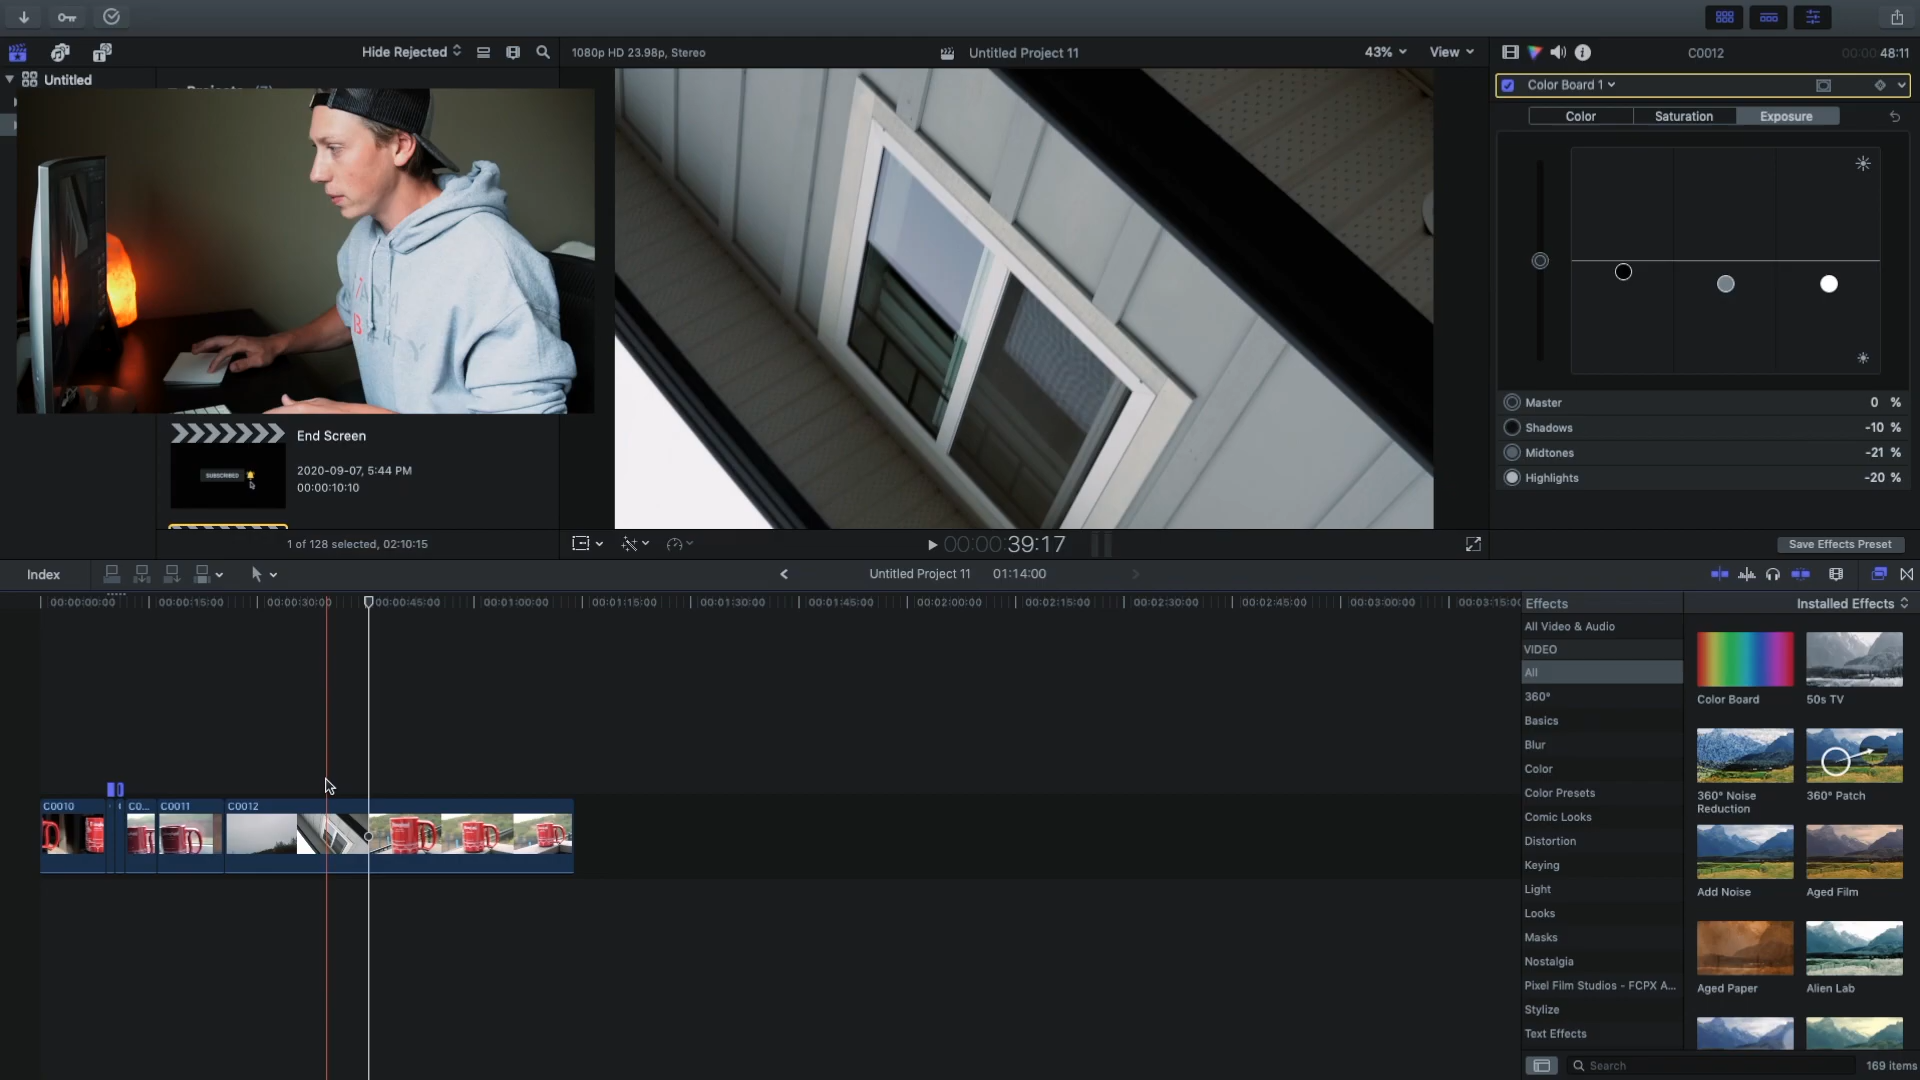 Hide Rejected
1080p HD 23.98p, Stereo
Untitled Project 11
43%
View
C0012
00:00:48:11
Untitled
Projects (7)
Color Board 1
Color
Saturation
Exposure
Master
0 %
Shadows
-10 %
Midtones
-21 %
Highlights
-20 %
End Screen
2020-09-07, 5:44 PM
00:00:10:10
SUBSCRIBED
1 of 128 selected, 02:10:15
00:00:39:17
Save Effects Preset
Index
Untitled Project 11
01:14:00
00:00:00:00
00:00:15:00
00:00:30:00
00:00:45:00
00:01:00:00
00:01:15:00
00:01:30:00
00:01:45:00
00:02:00:00
00:02:15:00
00:02:30:00
00:02:45:00
00:03:00:00
00:03:15:00
Effects
Installed Effects
All Video & Audio
VIDEO
All
360°
Basics
Blur
Color
Color Presets
Comic Looks
Distortion
Keying
Light
Looks
Masks
Nostalgia
Pixel Film Studios - FCPX A...
Stylize
Text Effects
Color Board
50s TV
360° Noise
Reduction
360° Patch
Add Noise
Aged Film
Aged Paper
Alien Lab
C0010
C0...
C0011
C0012
Search
169 items